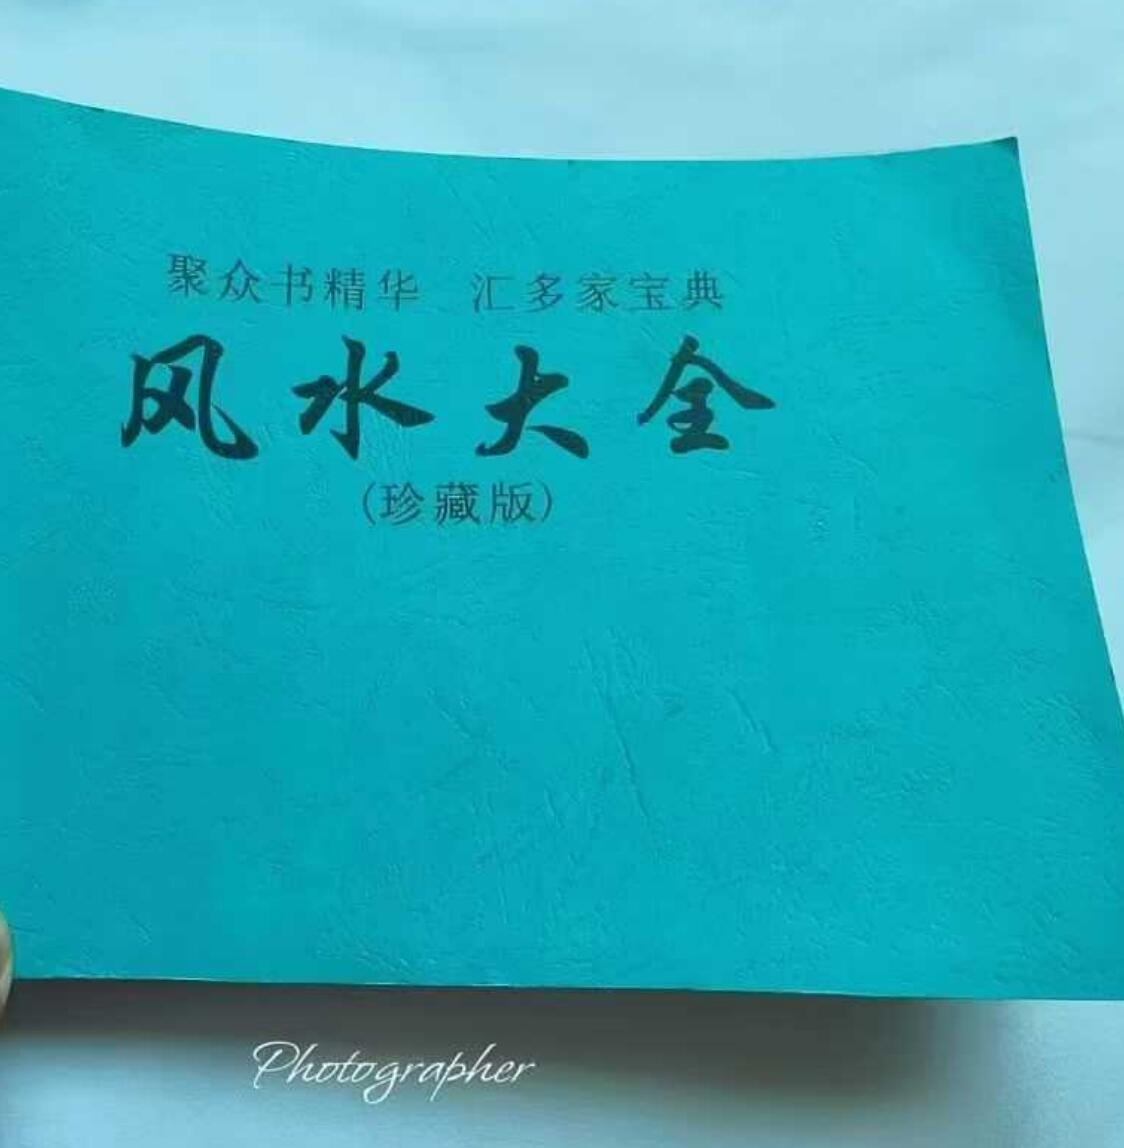 聚众书精华 汇多家宝典
风水大全
(珍藏版)
Photographer